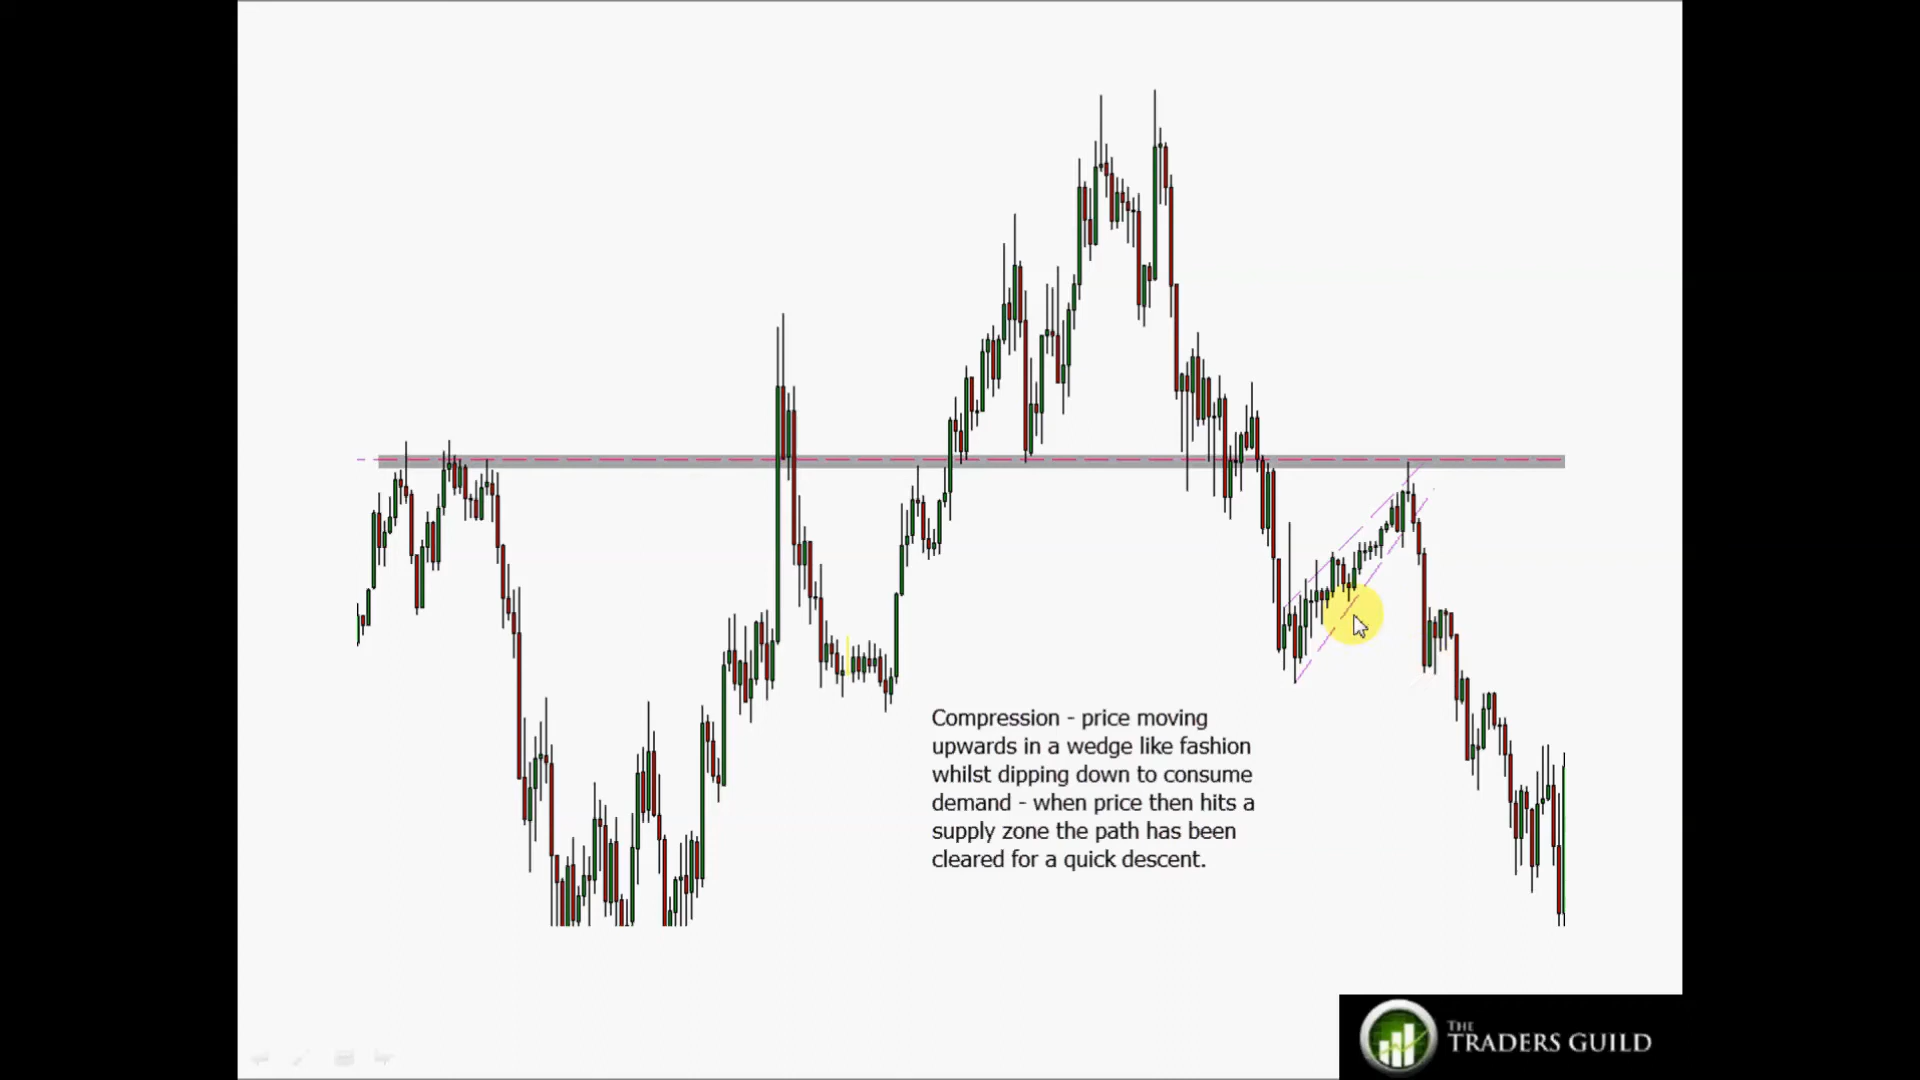 Compression - price moving
upwards in a wedge like fashion
whilst dipping down to consume
demand - when price then hits a
supply zone the path has been
cleared for a quick descent.
THE
TRADERS GUILD